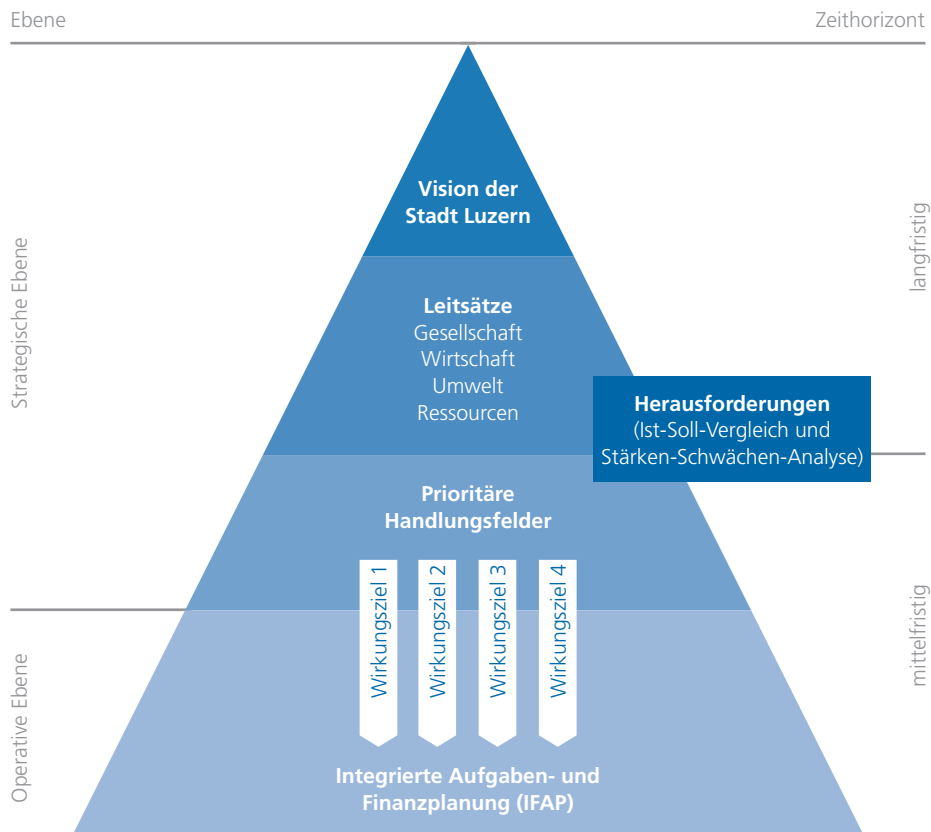 Ebene
Zeithorizont
Vision der
Stadt Luzern
Strategische Ebene
langfristig
Leitsätze
Gesellschaft
Wirtschaft
Umwelt
Ressourcen
Herausforderungen
(Ist-Soll-Vergleich und
Stärken-Schwächen-Analyse)
Prioritäre
Handlungsfelder
Wirkungsziel 1
Wirkungsziel 2
Wirkungsziel 3
Wirkungsziel 4
mittelfristig
Operative Ebene
Integrierte Aufgaben- und
Finanzplanung (IFAP)